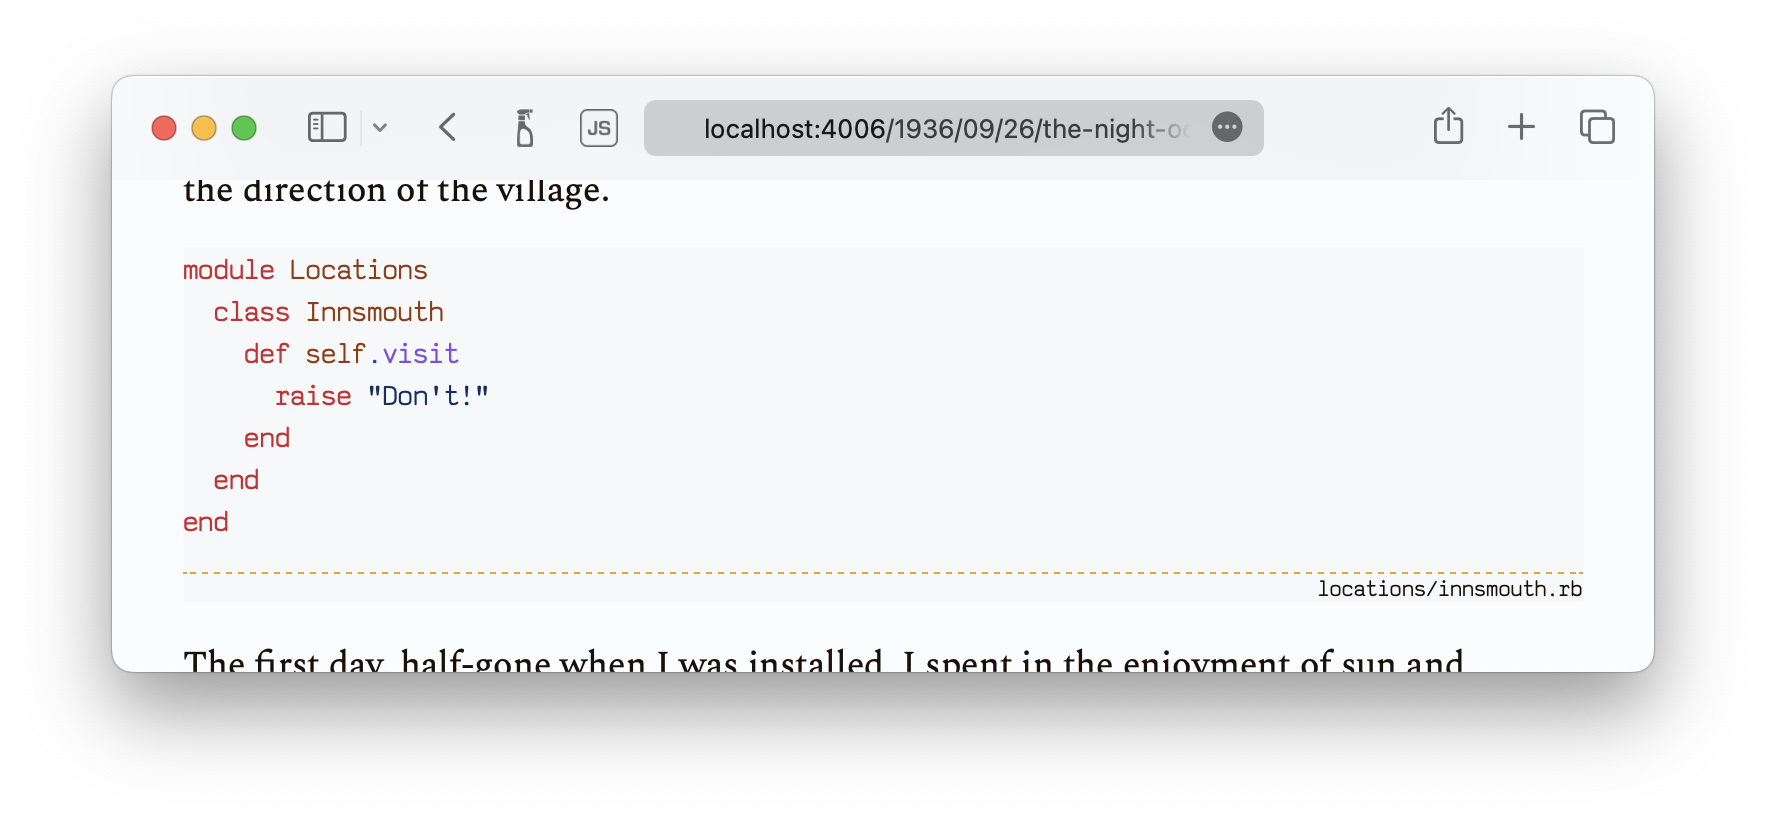 JS
localhost:4006/1936/09/26/the-night-o
the direction of the village.
module Locations
  class Innsmouth
    def self.visit
      raise "Don't!"
    end
  end
end
locations/innsmouth.rb
The first day, half-gone when I was installed, I spent in the enjoyment of sun and